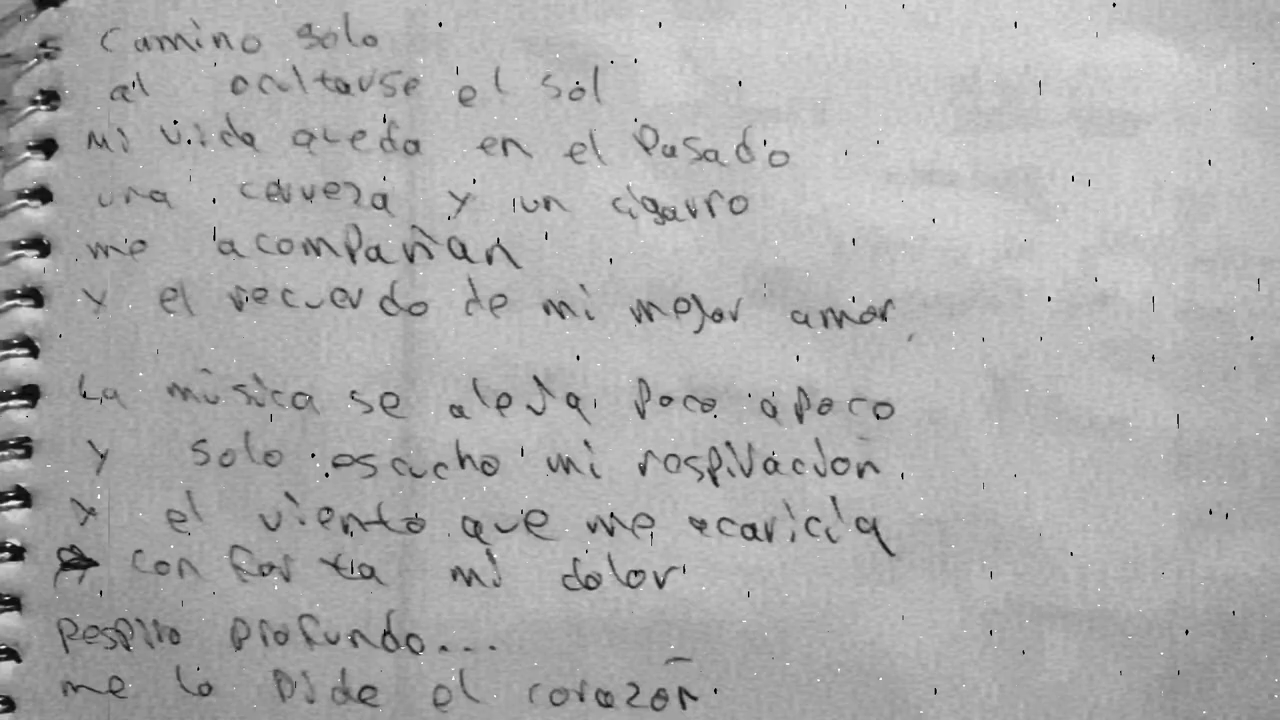 Camino solo
al ocultarse el sol
mi vida queda en el pasado
una cerveza y un cigarro
me acompañan
y el recuerdo de mi mejor amor
La música se aleja poco a poco
y solo escucho mi respiración
y el viento que me acaricia
conforta mi dolor
Respiro profundo...
me lo pide el corazón